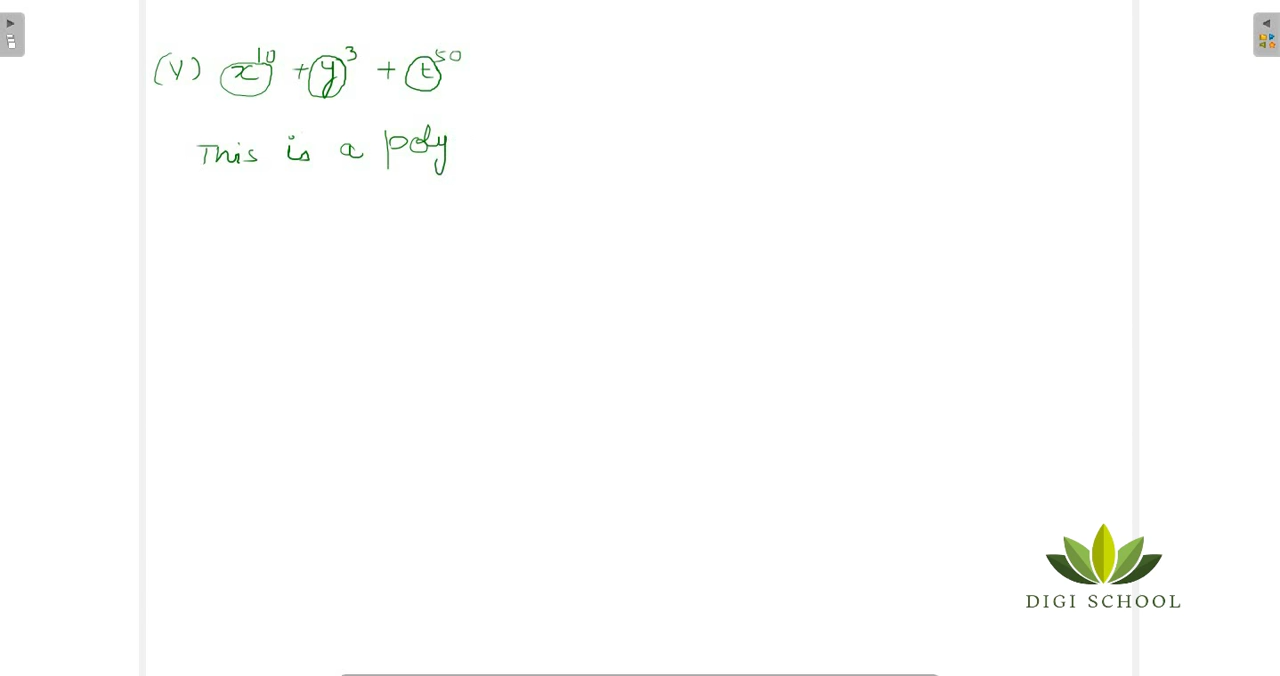 (V) x^10 + y^3 + t^50
This is a poly
DIGI SCHOOL